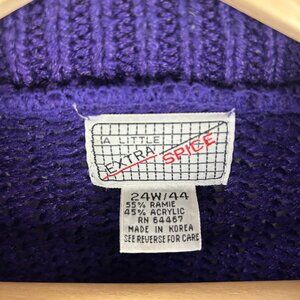 A LITTLE
EXTRA SPICE
24W/44
55% RAMIE
45% ACRYLIC
RN 64467
MADE IN KOREA
SEE REVERSE FOR CARE